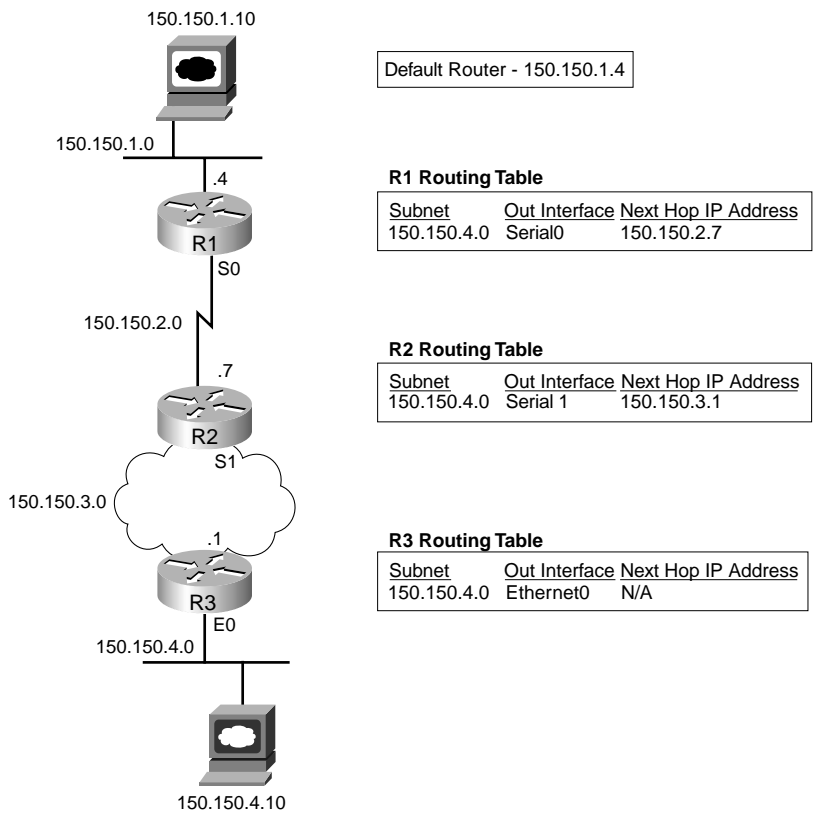 150.150.1.10
Default Router - 150.150.1.4
150.150.1.0
.4
R1
S0
R1 Routing Table
Subnet Out Interface Next Hop IP Address
150.150.4.0 Serial0 150.150.2.7
150.150.2.0
.7
R2
S1
R2 Routing Table
Subnet Out Interface Next Hop IP Address
150.150.4.0 Serial 1 150.150.3.1
150.150.3.0
.1
R3
E0
R3 Routing Table
Subnet Out Interface Next Hop IP Address
150.150.4.0 Ethernet0 N/A
150.150.4.0
150.150.4.10